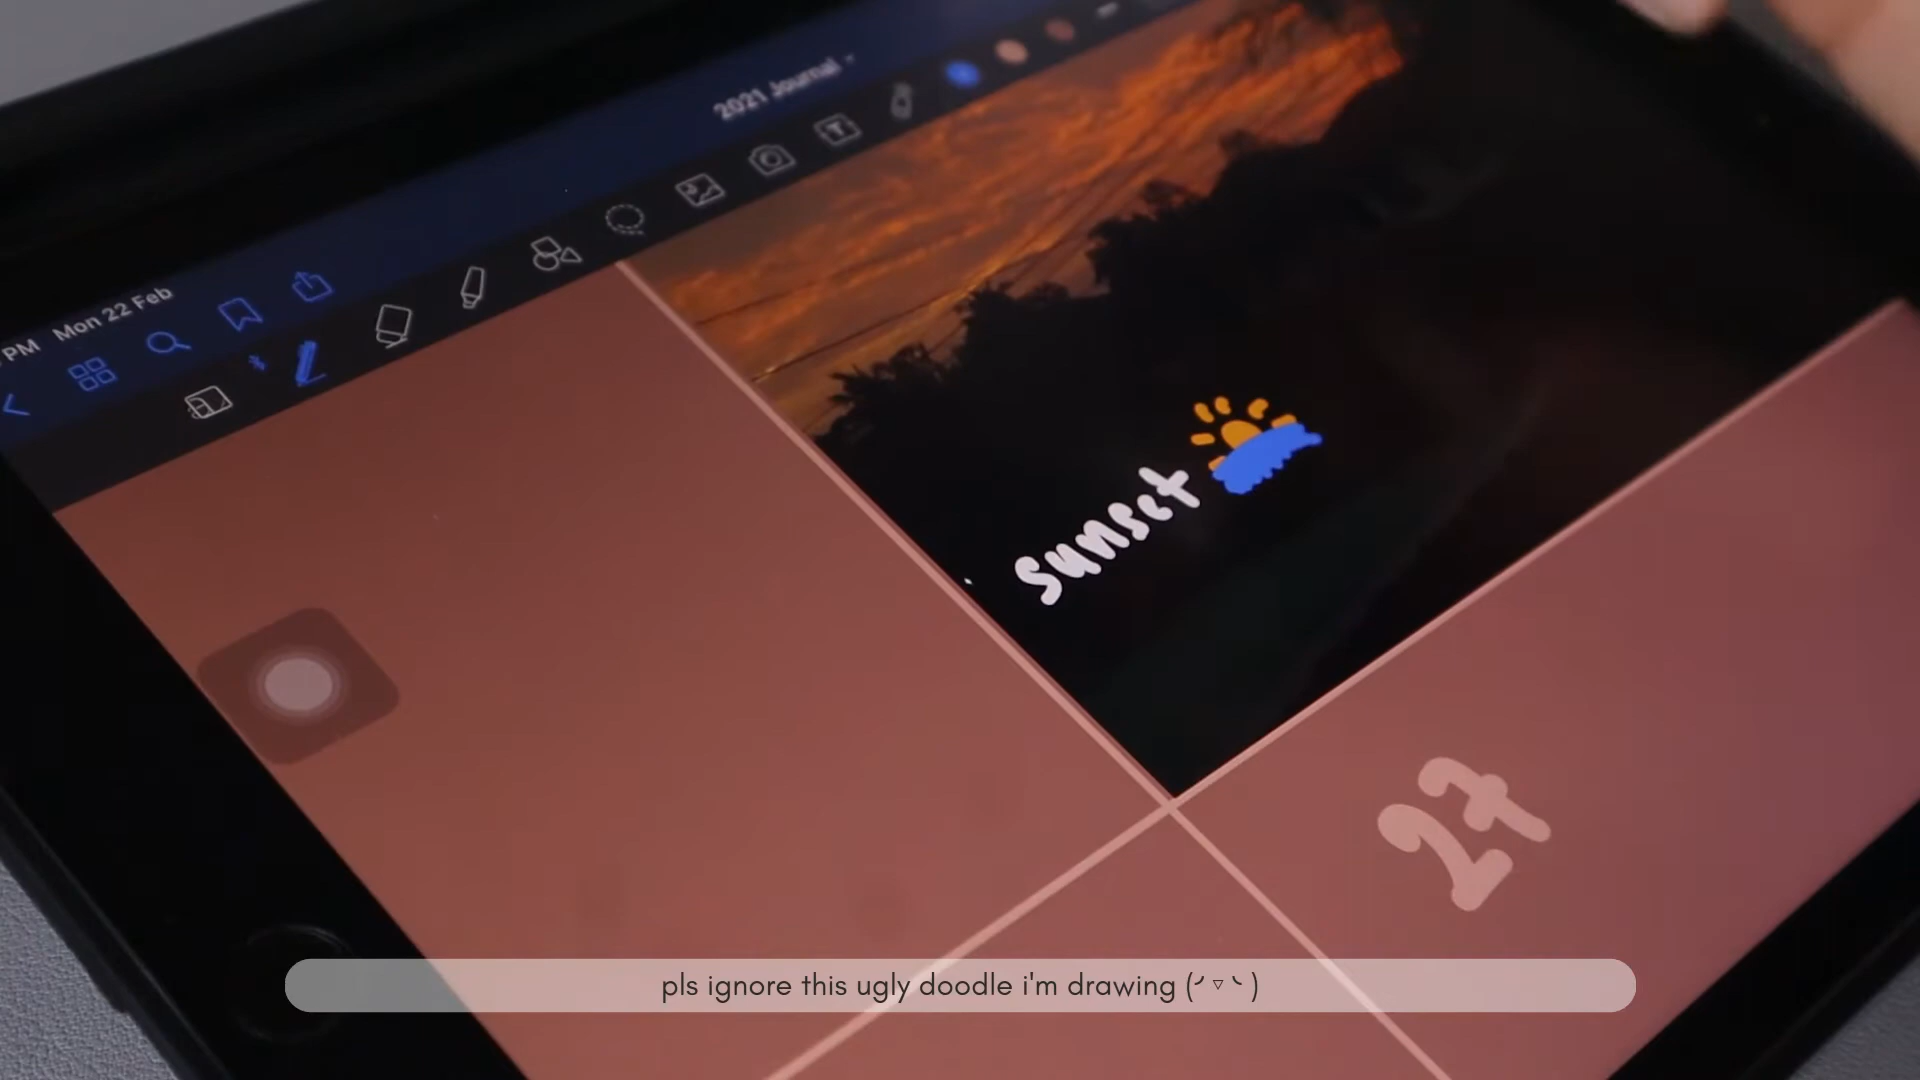 2021 Journal
PM Mon 22 Feb
sunset
27
pls ignore this ugly doodle i'm drawing (╯▿╰)